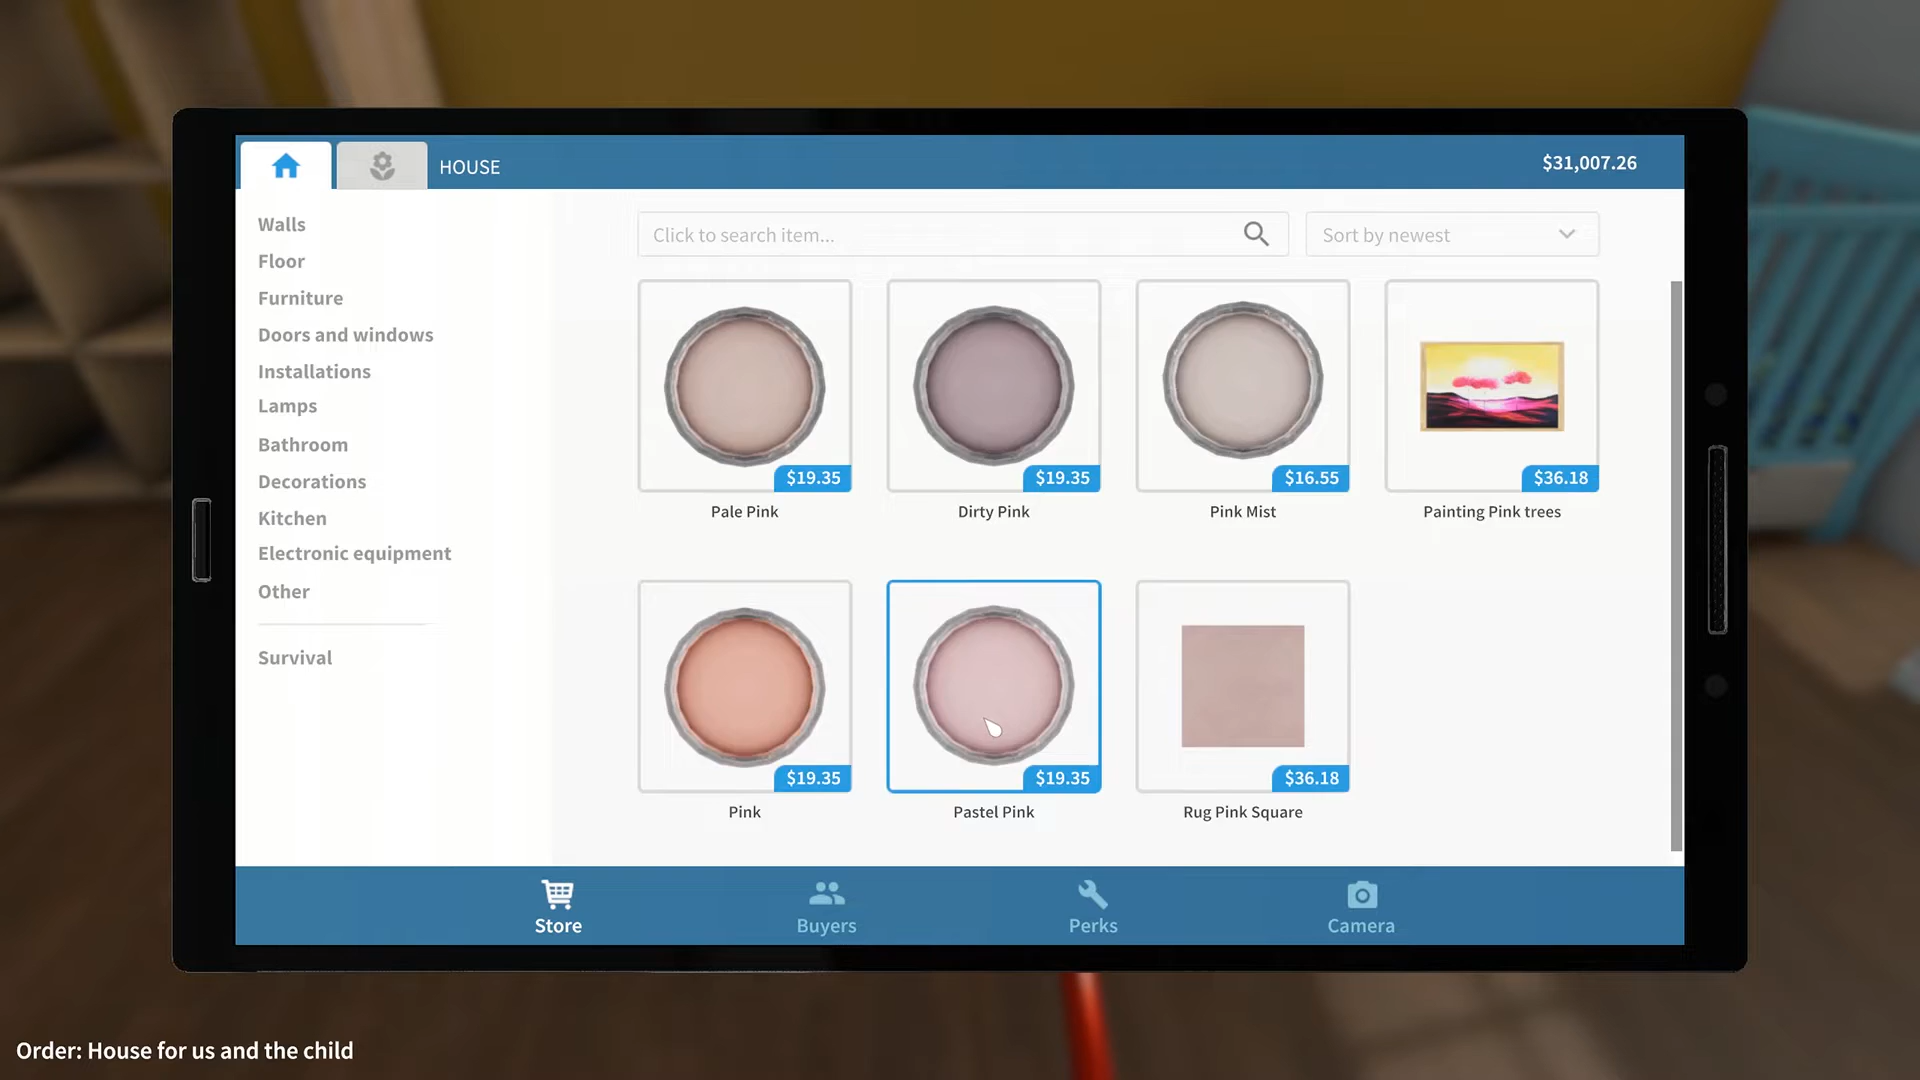 HOUSE
$31,007.26
Walls
Floor
Furniture
Doors and windows
Installations
Lamps
Bathroom
Decorations
Kitchen
Electronic equipment
Other
Survival
Click to search item...
Sort by newest
$19.35
$19.35
$16.55
$36.18
Pale Pink
Dirty Pink
Pink Mist
Painting Pink trees
$19.35
$19.35
$36.18
Pink
Pastel Pink
Rug Pink Square
Store
Buyers
Perks
Camera
Order: House for us and the child